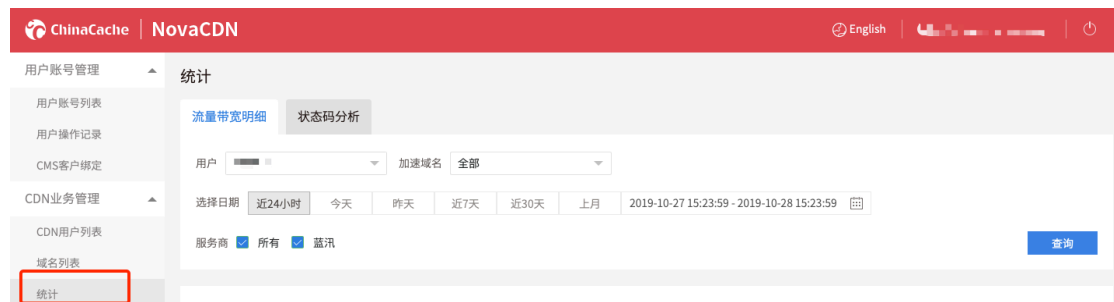 ChinaCache | NovaCDN English
用户账号管理
用户账号列表
用户操作记录
CMS客户绑定
CDN业务管理
CDN用户列表
域名列表
统计
统计
流量带宽明细 状态码分析
用户 加速域名 全部
选择日期 近24小时 今天 昨天 近7天 近30天 上月 2019-10-27 15:23:59 - 2019-10-28 15:23:59
服务商 所有 蓝汛
查询